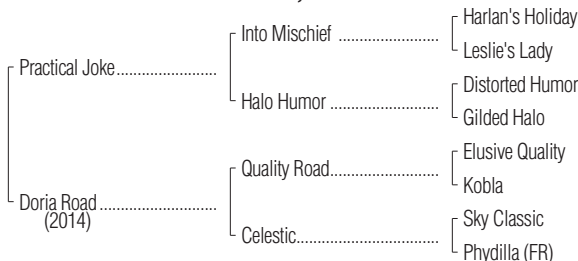 Harlan's Holiday
Into Mischief ..........................
Leslie's Lady
Practical Joke..........................
Distorted Humor
Halo Humor ............................
Gilded Halo
Elusive Quality
Quality Road............................
Kobla
Doria Road ..............................
(2014)
Sky Classic
Celestic.....................................
Phydilla (FR)